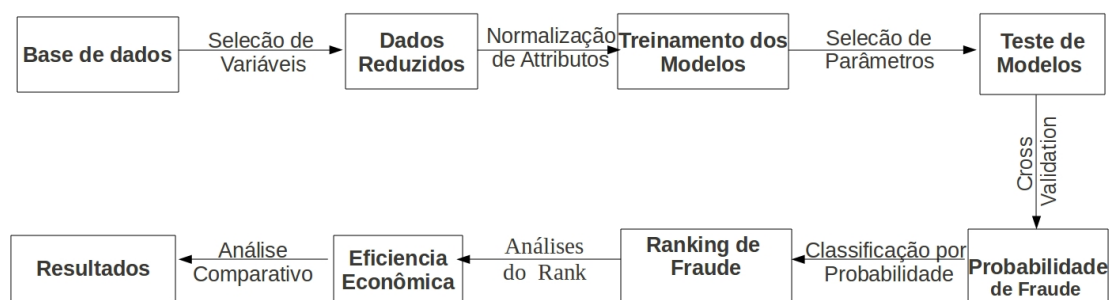 Base de dados
Selecão de
Variáveis
Dados
Reduzidos
Normalização
de Attributos
Treinamento dos
Modelos
Selecão de
Parâmetros
Teste de
Modelos
Cross
Validation
Probabilidade
de Fraude
Classificação por
Probabilidade
Ranking de
Fraude
Análises
do Rank
Eficiencia
Econômica
Análise
Comparativo
Resultados